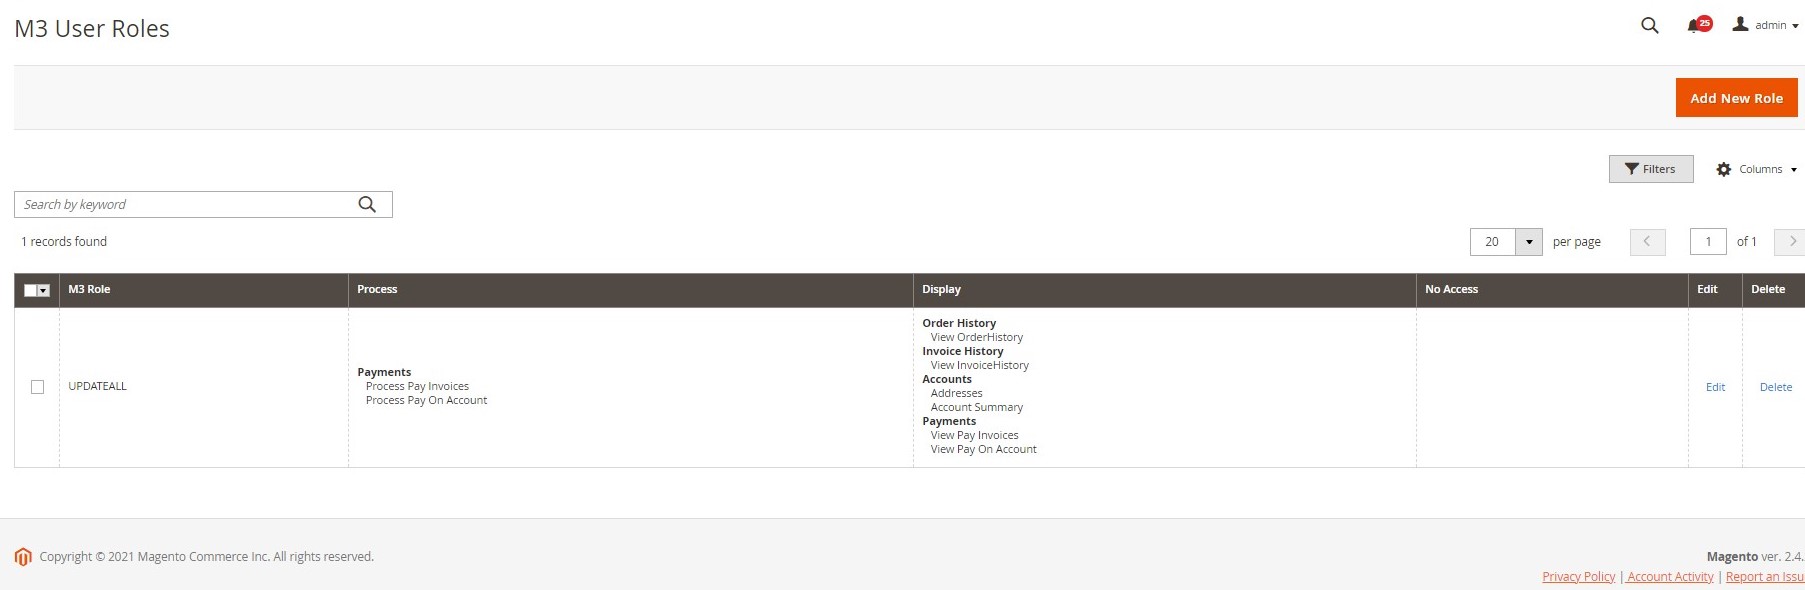 M3 User Roles
25
admin
Add New Role
Filters
Columns
Search by keyword
1 records found
20
per page
1
of 1
M3 Role
Process
Display
No Access
Edit
Delete
UPDATEALL
Payments
Process Pay Invoices
Process Pay On Account
Order History
View OrderHistory
Invoice History
View InvoiceHistory
Accounts
Addresses
Account Summary
Payments
View Pay Invoices
View Pay On Account
Edit
Delete
Copyright © 2021 Magento Commerce Inc. All rights reserved.
Magento ver. 2.4.
Privacy Policy | Account Activity | Report an Issu